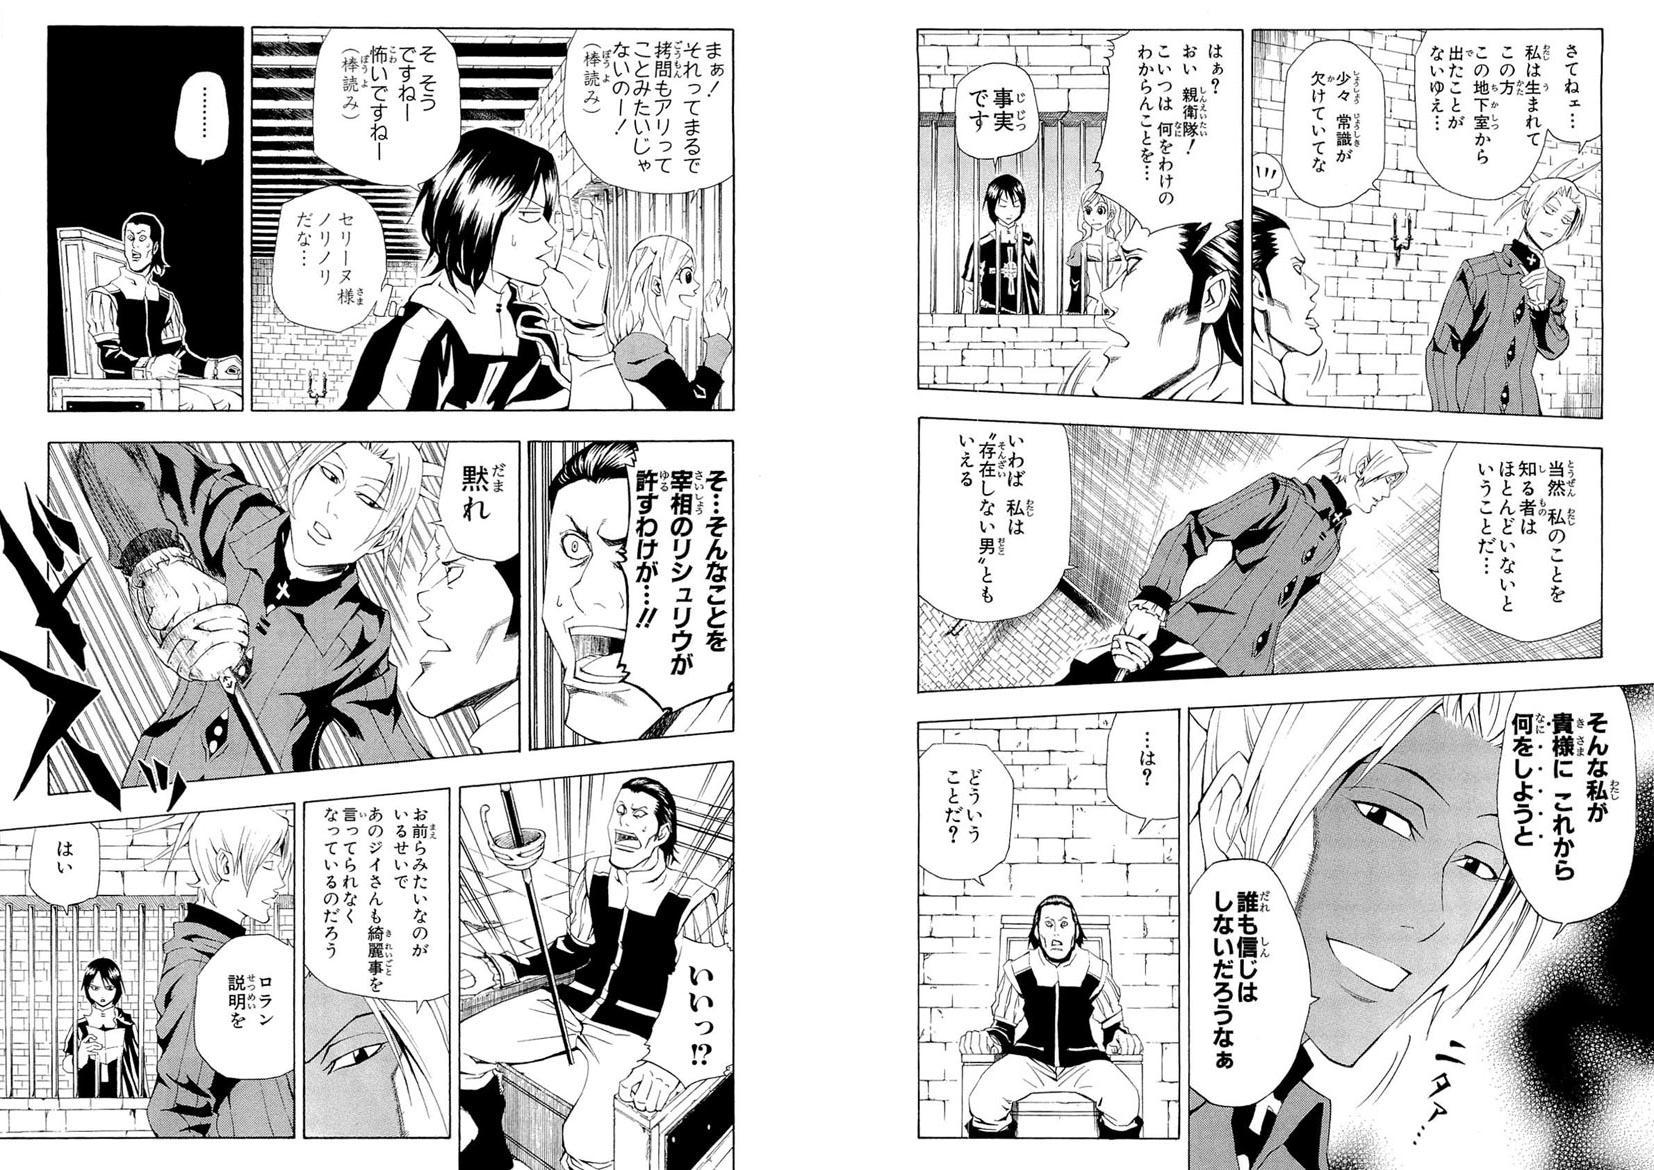 さてねェ…
私は生まれて
この方
この地下室から
出たことが
ないゆえ…
少々 常識が
欠けていてな
!!!
はぁ?
おい 親衛隊!
こいつは 何をわけの
わからんことを…
事実
です
当然 私のことを
知る者は
ほとんどいないと
いうことだ…
いわば 私は
〝存在しない男〟とも
いえる
そんな私が
貴様に これから
何をしようと
誰も信じは
しないだろうなぁ
ニタァ…
…は?
どういう
ことだ?
まぁ!
それってまるで
拷問もアリって
ことみたいじゃ
ないのー!
(棒読み)
そ そう
ですねー
怖いですねー
(棒読み)
セリーヌ様
ノリノリ
だな…
………
そ…そんなことを
宰相のリシュリウが
許すわけが…!!
黙れ
ドス
いいっ!?
お前らみたいなのが
いるせいで
あのジイさんも綺麗事を
言ってられなく
なっているのだろう
ロラン
説明を
はい